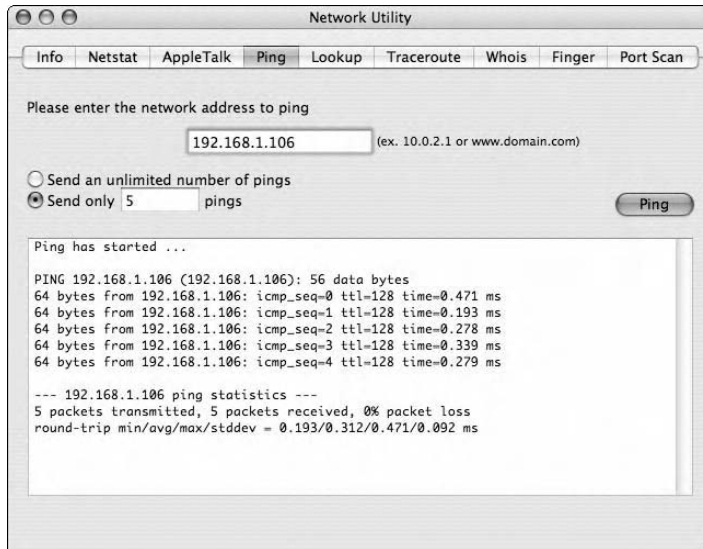 Network Utility
Info Netstat AppleTalk Ping Lookup Traceroute Whois Finger Port Scan
Please enter the network address to ping
192.168.1.106 (ex. 10.0.2.1 or www.domain.com)
Send an unlimited number of pings
Send only 5 pings
Ping
Ping has started ...
PING 192.168.1.106 (192.168.1.106): 56 data bytes
64 bytes from 192.168.1.106: icmp_seq=0 ttl=128 time=0.471 ms
64 bytes from 192.168.1.106: icmp_seq=1 ttl=128 time=0.193 ms
64 bytes from 192.168.1.106: icmp_seq=2 ttl=128 time=0.278 ms
64 bytes from 192.168.1.106: icmp_seq=3 ttl=128 time=0.339 ms
64 bytes from 192.168.1.106: icmp_seq=4 ttl=128 time=0.279 ms
--- 192.168.1.106 ping statistics ---
5 packets transmitted, 5 packets received, 0% packet loss
round-trip min/avg/max/stddev = 0.193/0.312/0.471/0.092 ms